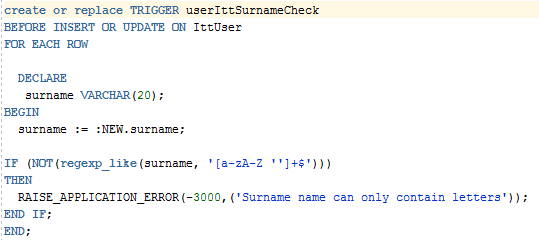 create or replace TRIGGER userIttSurnameCheck
BEFORE INSERT OR UPDATE ON IttUser
FOR EACH ROW
DECLARE
surname VARCHAR(20);
BEGIN
surname := :NEW.surname;
IF (NOT(regexp_like(surname, '[a-zA-Z '']+$')))
THEN
RAISE_APPLICATION_ERROR(-3000,('Surname name can only contain letters'));
END IF;
END;